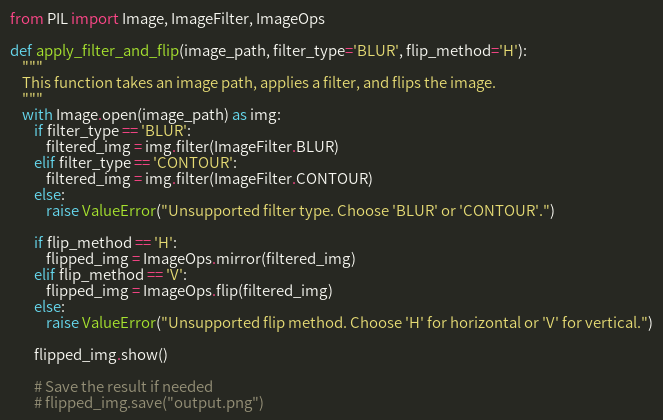 from PIL import Image, ImageFilter, ImageOps

def apply_filter_and_flip(image_path, filter_type='BLUR', flip_method='H'):
    """
    This function takes an image path, applies a filter, and flips the image.
    """
    with Image.open(image_path) as img:
        if filter_type == 'BLUR':
            filtered_img = img.filter(ImageFilter.BLUR)
        elif filter_type == 'CONTOUR':
            filtered_img = img.filter(ImageFilter.CONTOUR)
        else:
            raise ValueError("Unsupported filter type. Choose 'BLUR' or 'CONTOUR'.")

        if flip_method == 'H':
            flipped_img = ImageOps.mirror(filtered_img)
        elif flip_method == 'V':
            flipped_img = ImageOps.flip(filtered_img)
        else:
            raise ValueError("Unsupported flip method. Choose 'H' for horizontal or 'V' for vertical.")

        flipped_img.show()

        # Save the result if needed
        # flipped_img.save("output.png")